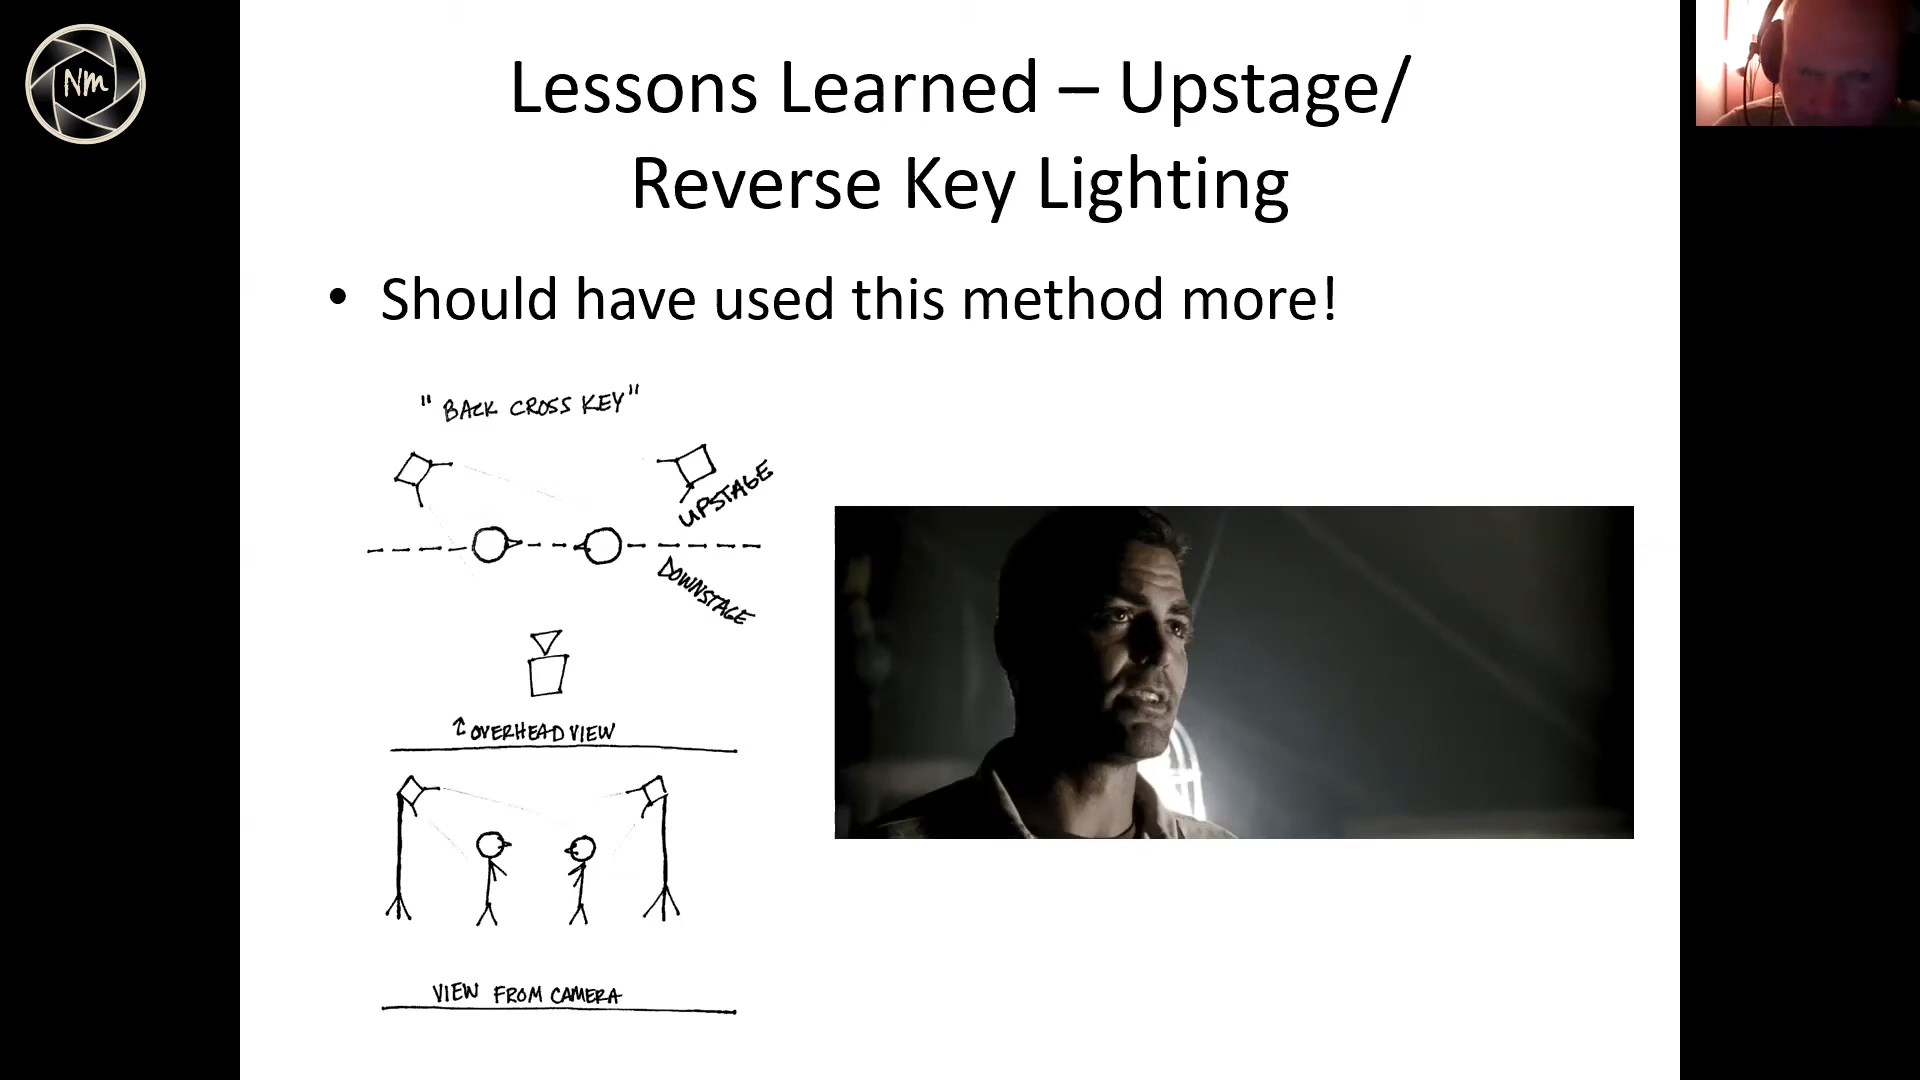 Nm
Lessons Learned – Upstage/
Reverse Key Lighting
• Should have used this method more!
"BACK CROSS KEY"
UPSTAGE
DOWNSTAGE
↑ OVERHEAD VIEW
VIEW FROM CAMERA